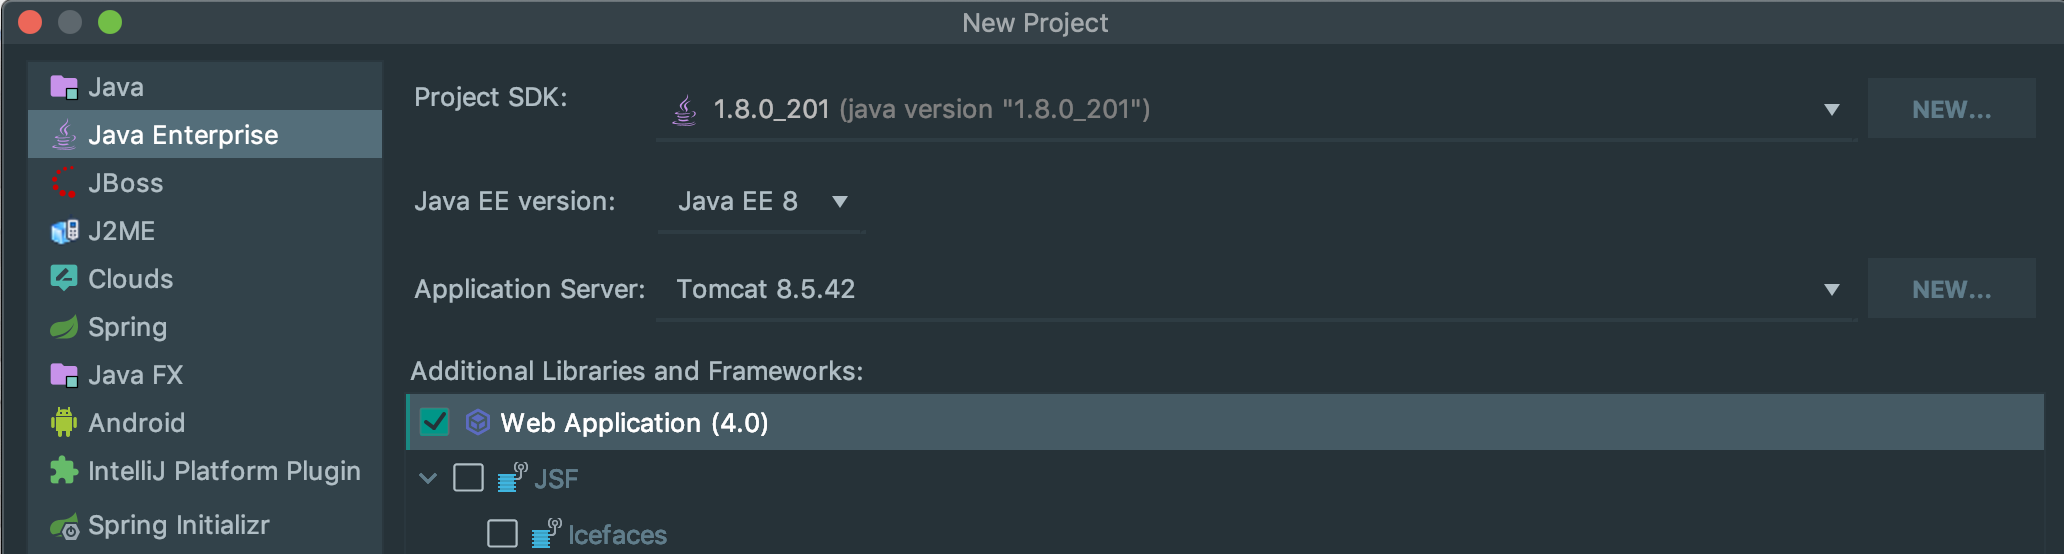 New Project
Java
Java Enterprise
JBoss
J2ME
Clouds
Spring
Java FX
Android
IntelliJ Platform Plugin
Spring Initializr
Project SDK:
1.8.0_201 (java version "1.8.0_201")
NEW...
Java EE version:
Java EE 8
Application Server:
Tomcat 8.5.42
NEW...
Additional Libraries and Frameworks:
Web Application (4.0)
JSF
Icefaces